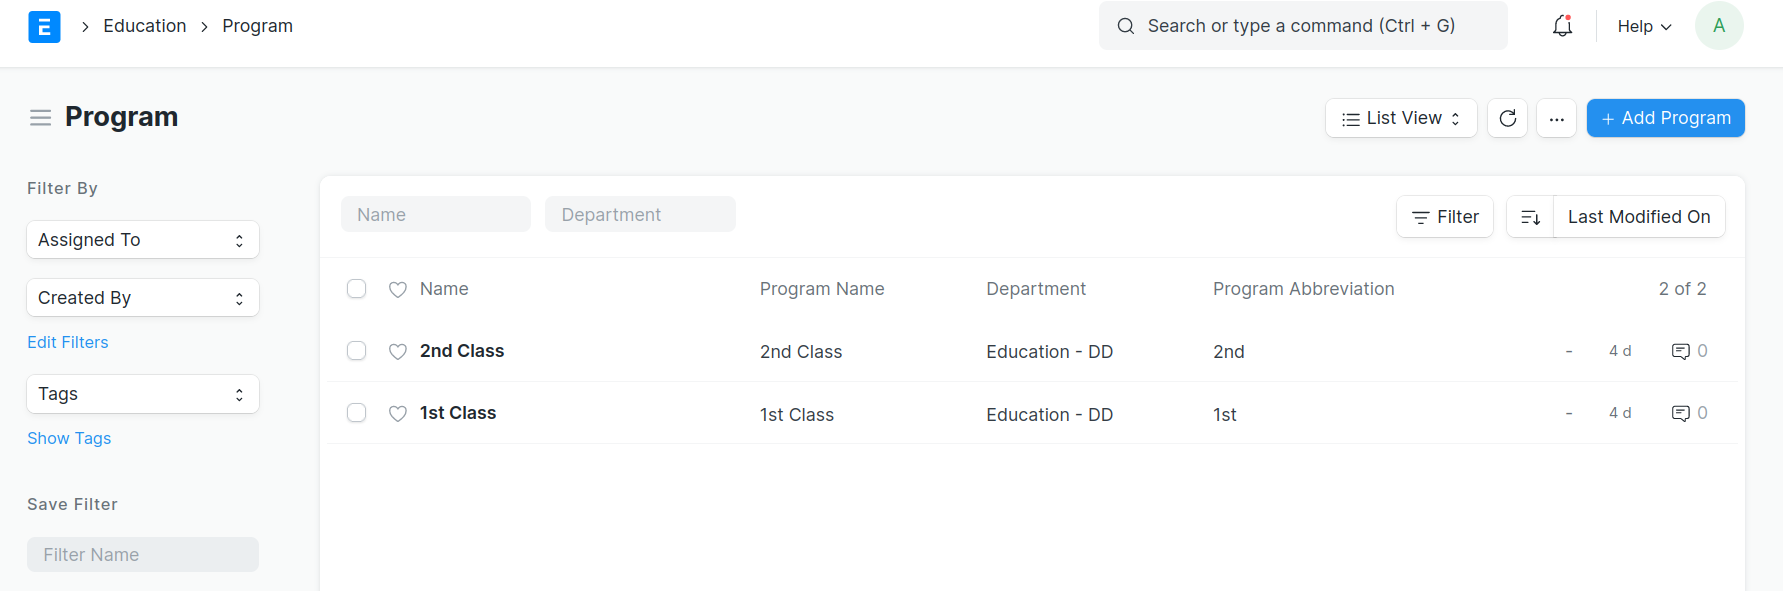 E Education Program Search or type a command (Ctrl + G) Help A
Program List View ... + Add Program
Filter By
Name Department Filter Last Modified On
Assigned To
Name Program Name Department Program Abbreviation 2 of 2
Created By
Edit Filters
2nd Class 2nd Class Education - DD 2nd - 4 d 0
Tags
1st Class 1st Class Education - DD 1st - 4 d 0
Show Tags
Save Filter
Filter Name